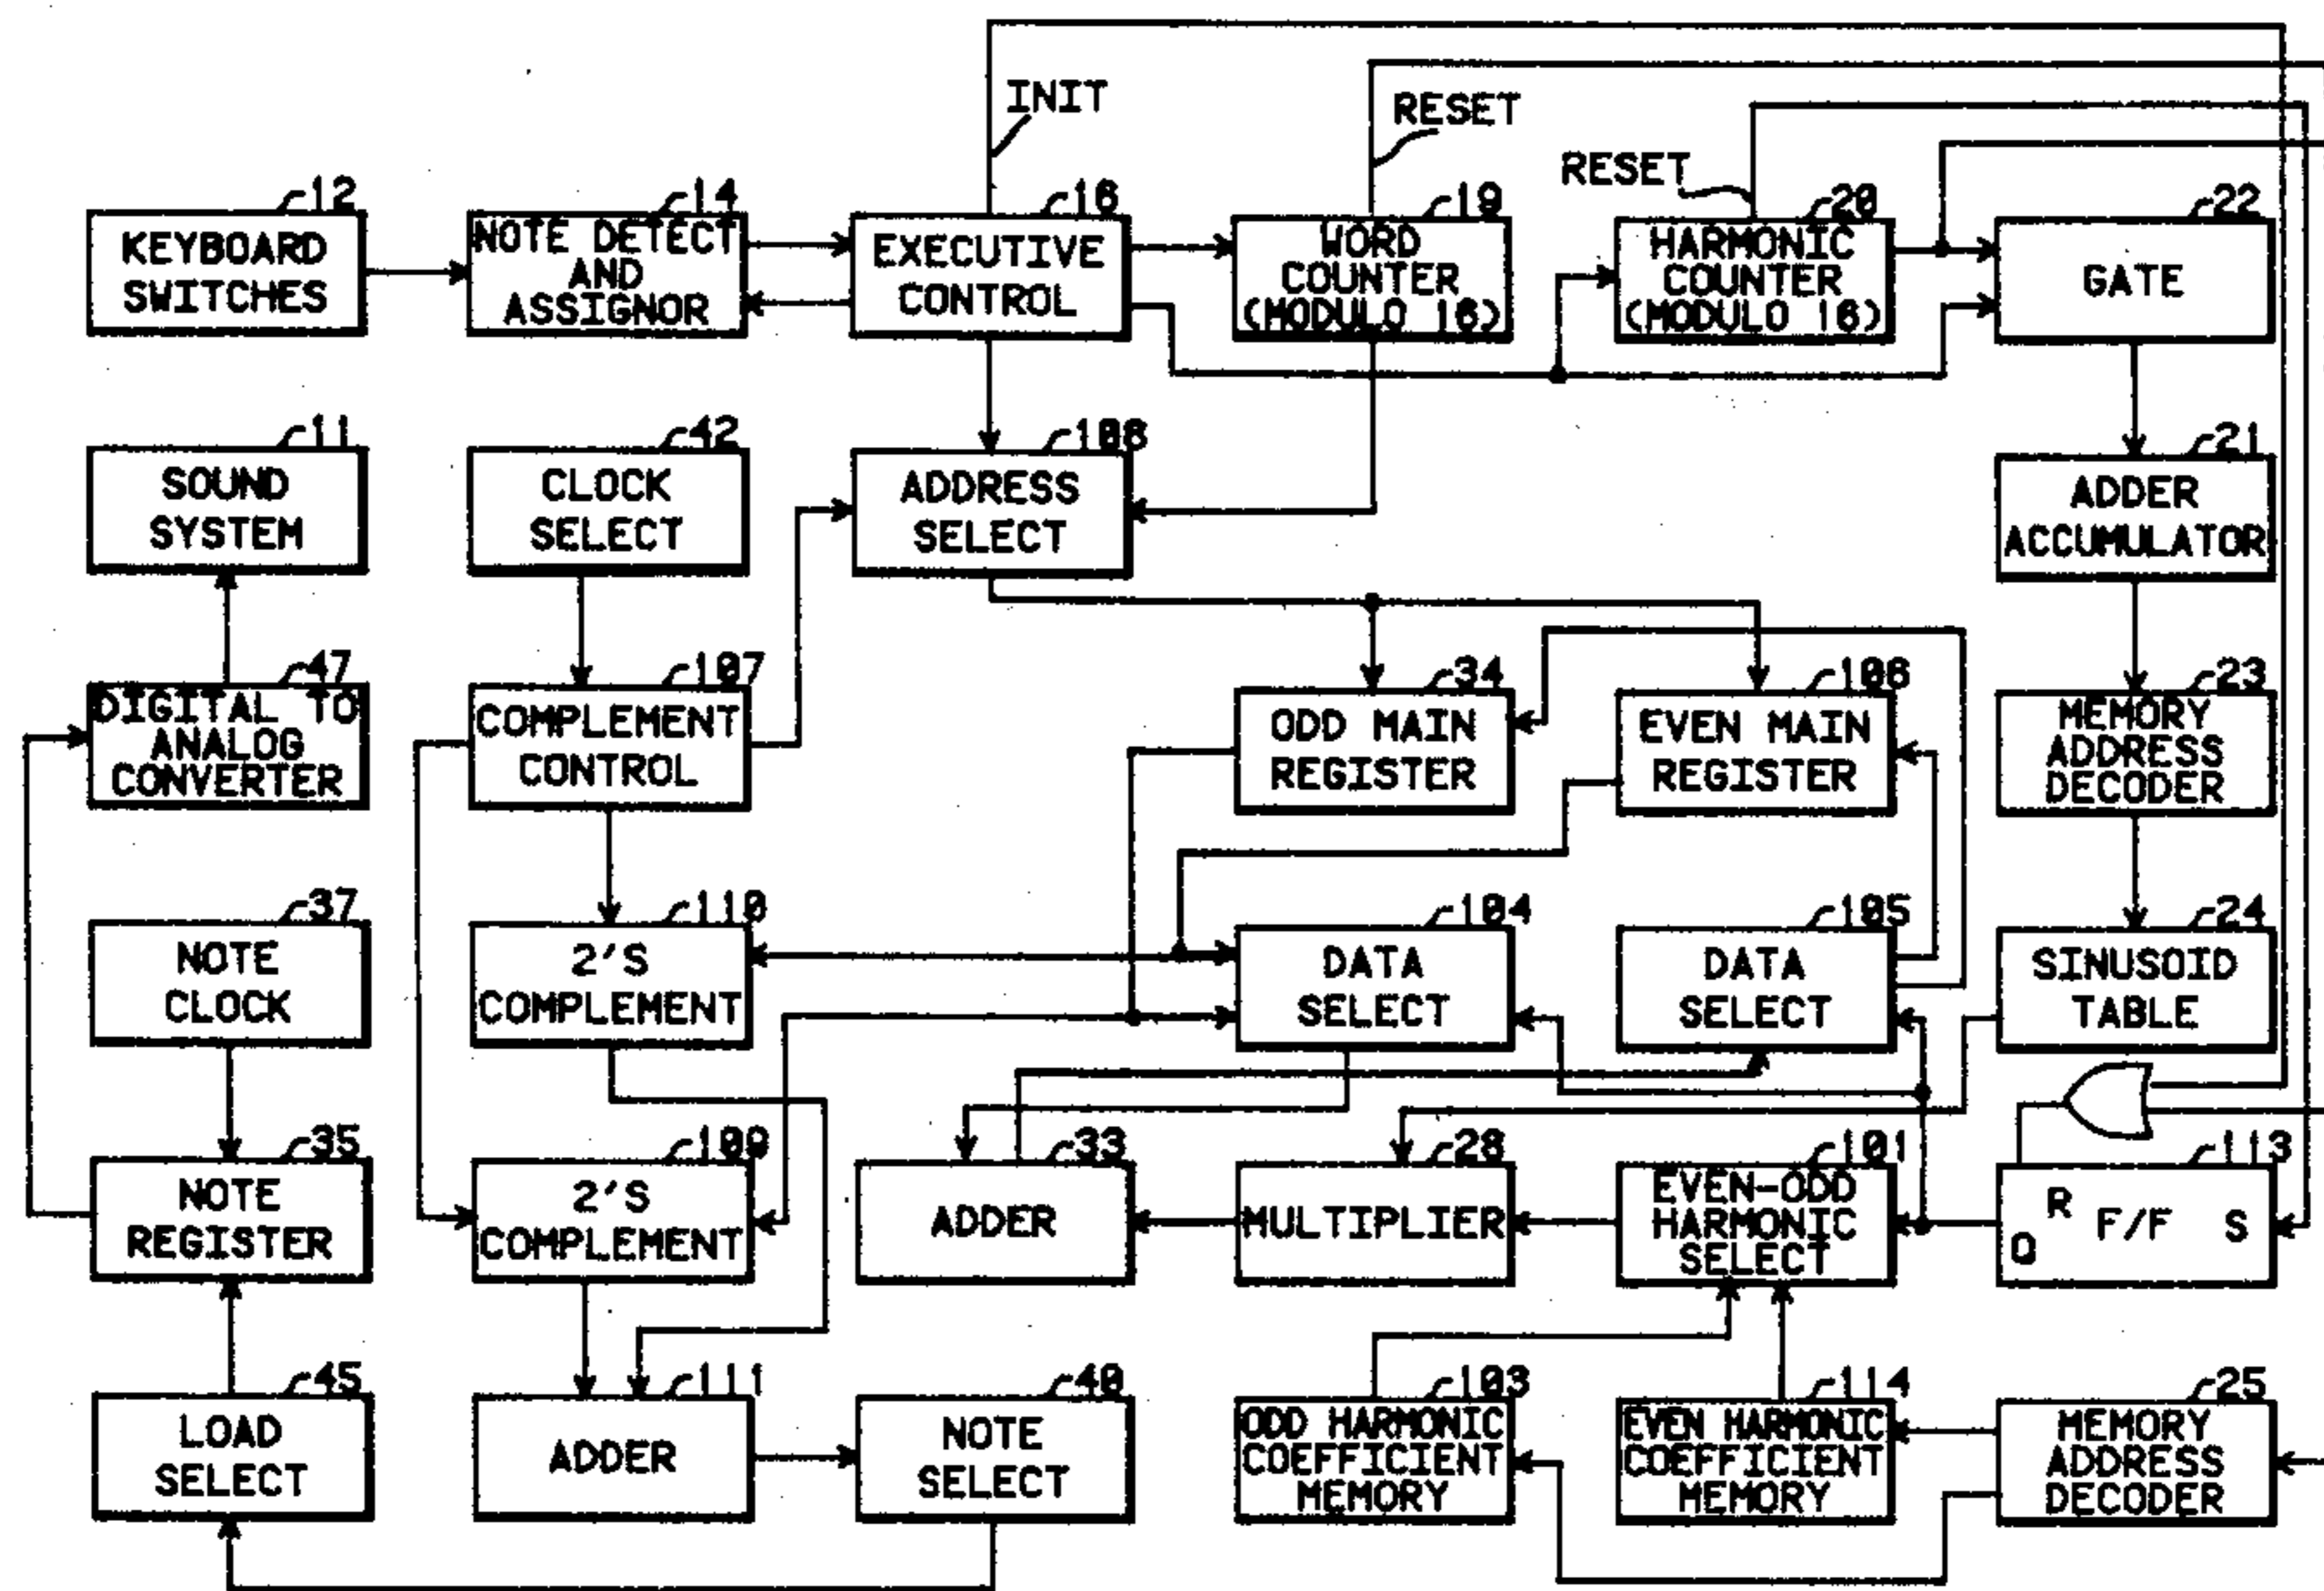 INIT
RESET
RESET
12
KEYBOARD
SWITCHES
14
NOTE DETECT
AND
ASSIGNOR
16
EXECUTIVE
CONTROL
19
WORD
COUNTER
(MODULO 16)
20
HARMONIC
COUNTER
(MODULO 16)
22
GATE
11
SOUND
SYSTEM
42
CLOCK
SELECT
108
ADDRESS
SELECT
21
ADDER
ACCUMULATOR
47
DIGITAL TO
ANALOG
CONVERTER
107
COMPLEMENT
CONTROL
34
ODD MAIN
REGISTER
106
EVEN MAIN
REGISTER
23
MEMORY
ADDRESS
DECODER
37
NOTE
CLOCK
110
2'S
COMPLEMENT
104
DATA
SELECT
105
DATA
SELECT
24
SINUSOID
TABLE
35
NOTE
REGISTER
109
2'S
COMPLEMENT
33
ADDER
28
MULTIPLIER
101
EVEN-ODD
HARMONIC
SELECT
113
R F/F S
Q
45
LOAD
SELECT
111
ADDER
40
NOTE
SELECT
103
ODD HARMONIC
COEFFICIENT
MEMORY
114
EVEN HARMONIC
COEFFICIENT
MEMORY
25
MEMORY
ADDRESS
DECODER